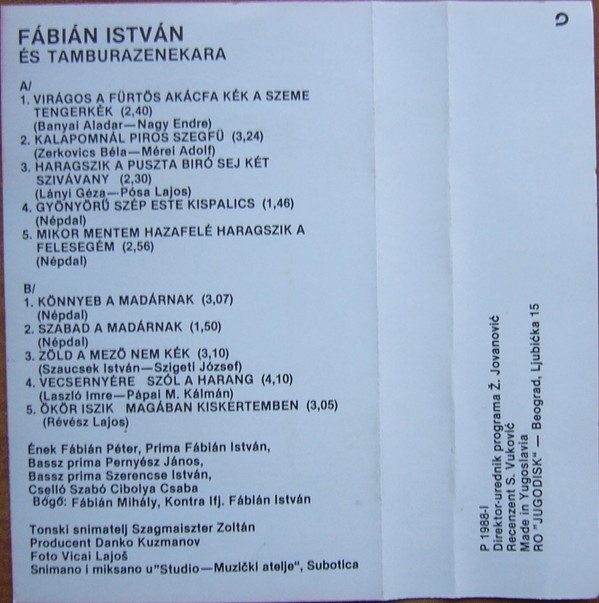 FÁBIÁN ISTVÁN
ÉS TAMBURAZENEKARA
A/
1. VIRÁGOS A FÜRTÖS AKÁCFA KÉK A SZEME
TENGERKÉK (2,40)
(Banyai Aladar—Nagy Endre)
2. KALAPOMNÁL PIROS SZEGFÜ (3,24)
(Zerkovics Béla—Mérei Adolf)
3. HARAGSZIK A PUSZTA BIRÓ SEJ KÉT
SZIVÁVANY (2,30)
(Lányi Géza—Pósa Lajos)
4. GYÖNYÖRŰ SZÉP ESTE KISPALICS (1,46)
(Népdal)
5. MIKOR MENTEM HAZAFELÉ HARAGSZIK A
FELESEGÉM (2,56)
(Népdal)
B/
1. KÖNNYEB A MADÁRNAK (3,07)
(Népdal)
2. SZABAD A MADÁRNAK (1,50)
(Népdal)
3. ZÖLD A MEZÖ NEM KÉK (3,10)
(Szaucsek István—Szigeti József)
4. VECSERNYÉRE SZÓL A HARANG (4,10)
(Laszló Imre—Pápai M. Kálmán)
5. ÖKÖR ISZIK MAGÁBAN KISKERTEMBEN (3,05)
(Révész Lajos)
Ének Fábián Péter, Prima Fábián István,
Bassz prima Pernyész János,
Bassz prima Szerencse István,
Cselló Szabó Cibolya Csaba
Bőgő: Fábián Mihály, Kontra Ifj. Fábián István
Tonski snimatelj Szagmaiszter Zoltán
Producent Danko Kuzmanov
Foto Vicai Lajoš
Snimano i miksano u"Studio—Muzički atelje", Subotica
P 1988-I
Direktor-urednik programa Ž. Jovanović
Recenzent S. Vuković
Made in Yugoslavia
RO "JUGODISK" — Beograd, Ljubička 15